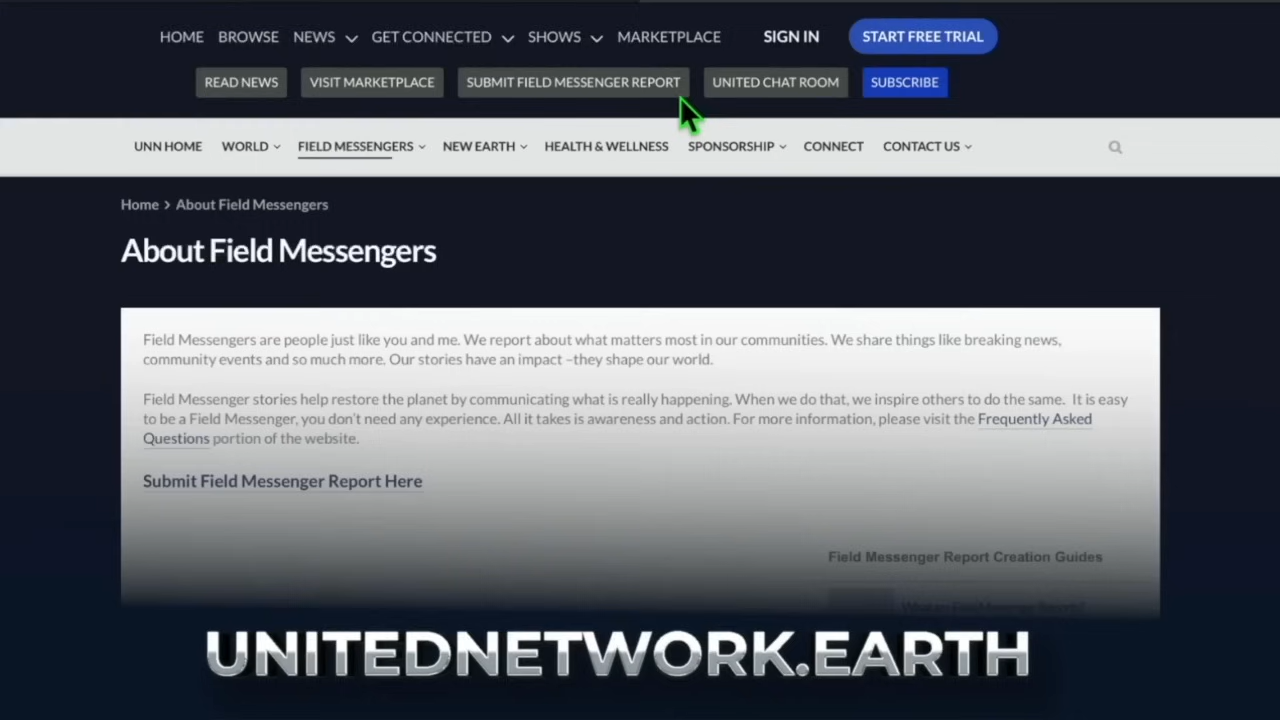 HOME BROWSE NEWS GET CONNECTED SHOWS MARKETPLACE SIGN IN START FREE TRIAL
READ NEWS VISIT MARKETPLACE SUBMIT FIELD MESSENGER REPORT UNITED CHAT ROOM SUBSCRIBE
UNN HOME WORLD FIELD MESSENGERS NEW EARTH HEALTH & WELLNESS SPONSORSHIP CONNECT CONTACT US
Home > About Field Messengers
About Field Messengers
Field Messengers are people just like you and me. We report about what matters most in our communities. We share things like breaking news,
community events and so much more. Our stories have an impact –they shape our world.
Field Messenger stories help restore the planet by communicating what is really happening. When we do that, we inspire others to do the same. It is easy
to be a Field Messenger, you don't need any experience. All it takes is awareness and action. For more information, please visit the Frequently Asked
Questions portion of the website.
Submit Field Messenger Report Here
Field Messenger Report Creation Guides
UNITEDNETWORK.EARTH